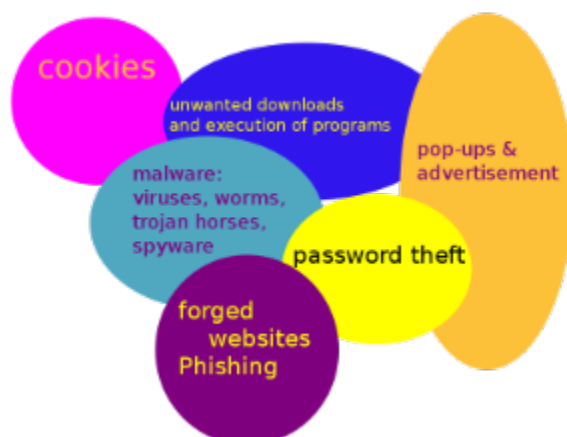 cookies
unwanted downloads
and execution of programs
pop-ups &
advertisement
malware:
viruses, worms,
trojan horses,
spyware
password theft
forged
websites
Phishing